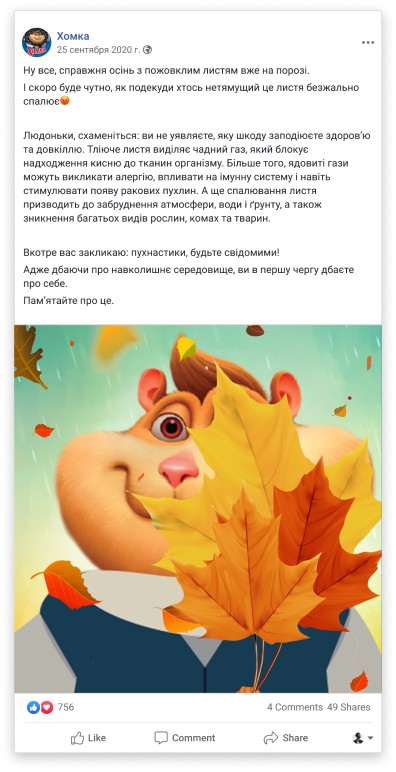 Хомка
25 сентября 2020 г.
Ну все, справжня осінь з пожовклим листям вже на порозі.
І скоро буде чутно, як подекуди хтось нетямущий це листя безжально
спалює
Людоньки, схаменіться: ви не уявляєте, яку шкоду заподіюєте здоров'ю
та довкіллю. Тліюче листя виділяє чадний газ, який блокує
надходження кисню до тканин організму. Більше того, ядовиті гази
можуть викликати алергію, впливати на імунну систему і навіть
стимулювати появу ракових пухлин. А ще спалювання листя
призводить до забруднення атмосфери, води і ґрунту, а також
зникнення багатьох видів рослин, комах та тварин.
Вкотре вас закликаю: пухнастики, будьте свідомими!
Адже дбаючи про навколишнє середовище, ви в першу чергу дбаєте
про себе.
Пам'ятайте про це.
756
4 Comments 49 Shares
Like Comment Share